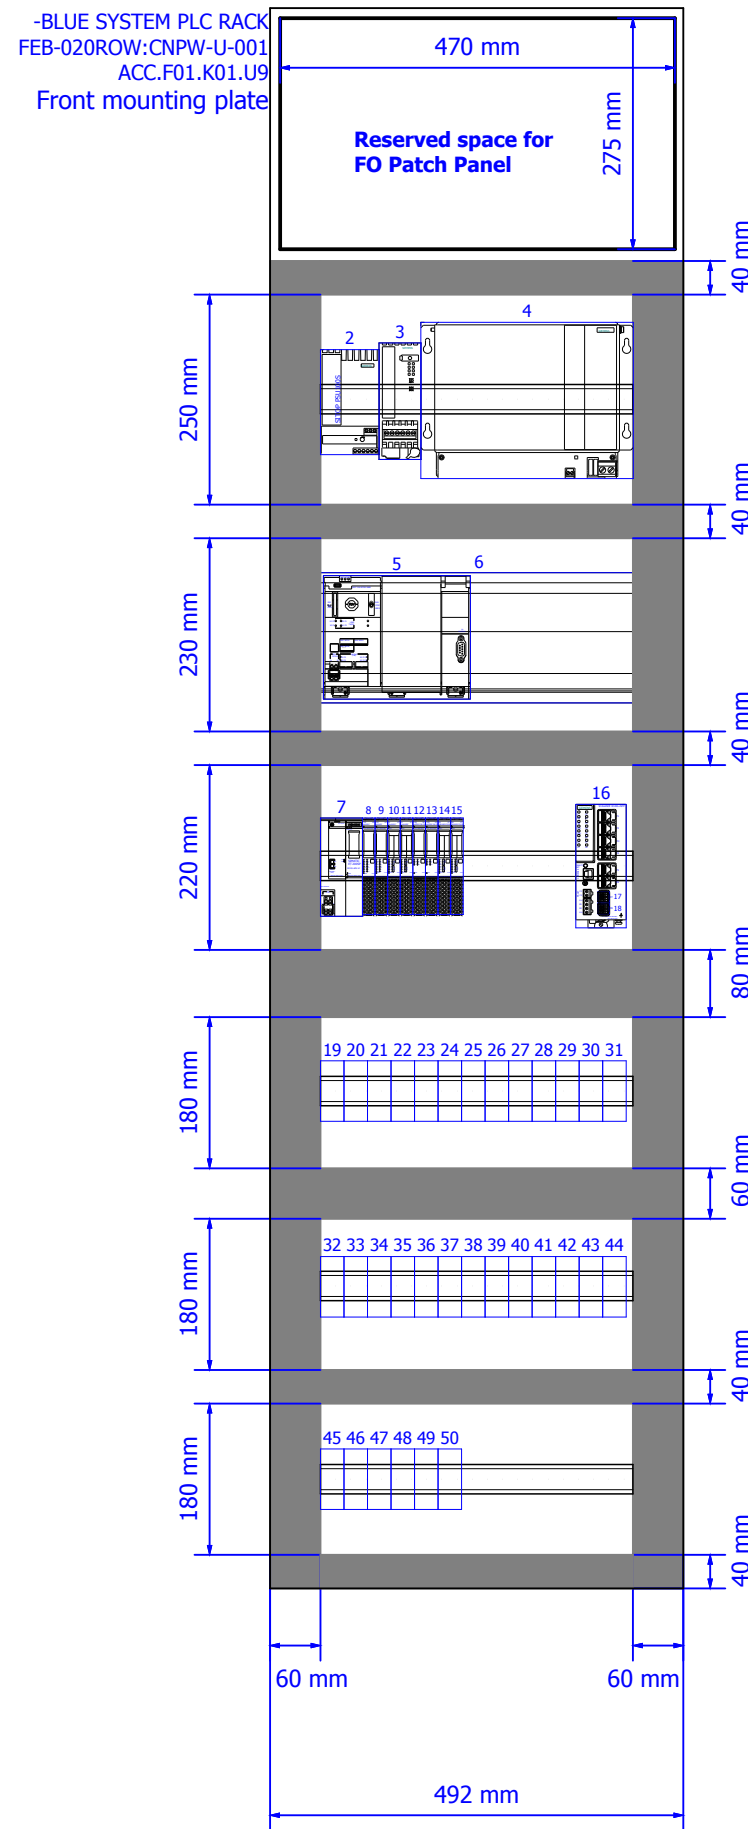 -BLUE SYSTEM PLC RACK
FEB-020ROW:CNPW-U-001
ACC.F01.K01.U9
Front mounting plate
470 mm
275 mm
Reserved space for
FO Patch Panel
40 mm
250 mm
2
3
4
SITOP PSU100S
40 mm
230 mm
5
6
40 mm
220 mm
7
8 9 10 11 12 13 14 15
16
17
18
80 mm
180 mm
19 20 21 22 23 24 25 26 27 28 29 30 31
60 mm
180 mm
32 33 34 35 36 37 38 39 40 41 42 43 44
40 mm
180 mm
45 46 47 48 49 50
40 mm
60 mm
60 mm
492 mm